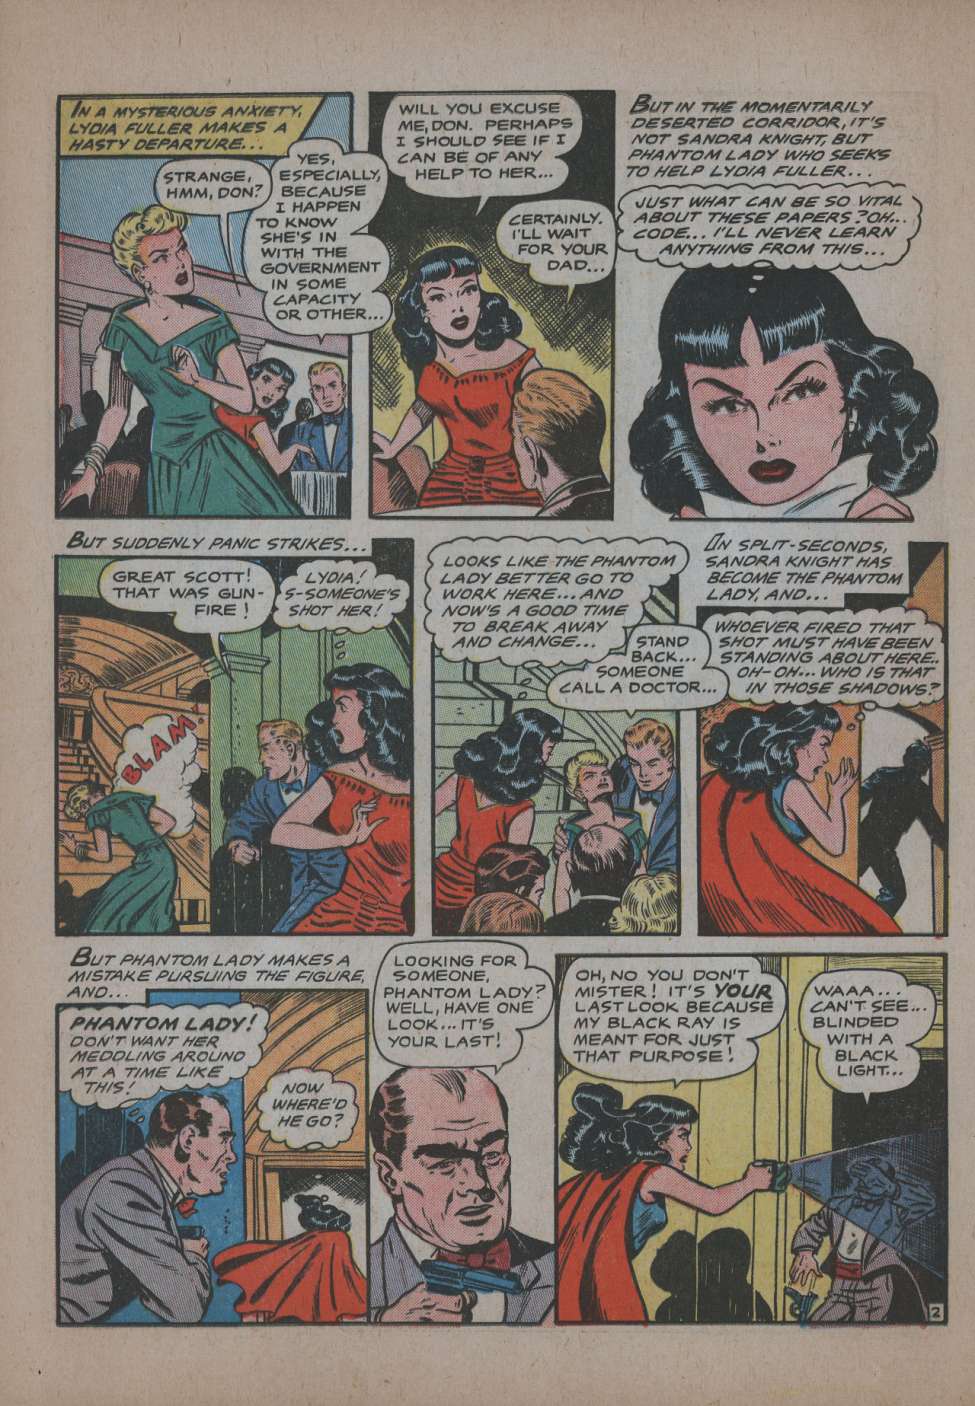 IN A MYSTERIOUS ANXIETY,
LYDIA FULLER MAKES A
HASTY DEPARTURE...
STRANGE,
HMM, DON?
YES,
ESPECIALLY,
BECAUSE
I HAPPEN
TO KNOW
SHE'S IN
WITH THE
GOVERNMENT
IN SOME
CAPACITY
OR OTHER...
WILL YOU EXCUSE
ME, DON. PERHAPS
I SHOULD SEE IF I
CAN BE OF ANY
HELP TO HER...
CERTAINLY.
I'LL WAIT
FOR YOUR
DAD...
BUT IN THE MOMENTARILY
DESERTED CORRIDOR, IT'S
NOT SANDRA KNIGHT, BUT
PHANTOM LADY WHO SEEKS
TO HELP LYDIA FULLER...
JUST WHAT CAN BE SO VITAL
ABOUT THESE PAPERS? OH...
CODE... I'LL NEVER LEARN
ANYTHING FROM THIS...
BUT SUDDENLY PANIC STRIKES...
GREAT SCOTT!
THAT WAS GUN-
FIRE!
LYDIA!
S-SOMEONE'S
SHOT HER!
BLAM!
LOOKS LIKE THE PHANTOM
LADY BETTER GO TO
WORK HERE... AND
NOW'S A GOOD TIME
TO BREAK AWAY
AND CHANGE...
STAND
BACK...
SOMEONE
CALL A DOCTOR...
IN SPLIT-SECONDS,
SANDRA KNIGHT HAS
BECOME THE PHANTOM
LADY, AND...
WHOEVER FIRED THAT
SHOT MUST HAVE BEEN
STANDING ABOUT HERE..
OH-OH... WHO IS THAT
IN THOSE SHADOWS?
BUT PHANTOM LADY MAKES A
MISTAKE PURSUING THE FIGURE,
AND...
PHANTOM LADY!
DON'T WANT HER
MEDDLING AROUND
AT A TIME LIKE
THIS!
NOW
WHERE'D
HE GO?
LOOKING FOR
SOMEONE,
PHANTOM LADY?
WELL, HAVE ONE
LOOK... IT'S
YOUR LAST!
OH, NO YOU DON'T
MISTER! IT'S YOUR
LAST LOOK BECAUSE
MY BLACK RAY IS
MEANT FOR JUST
THAT PURPOSE!
WAAA...
CAN'T SEE...
BLINDED
WITH A
BLACK
LIGHT...
2